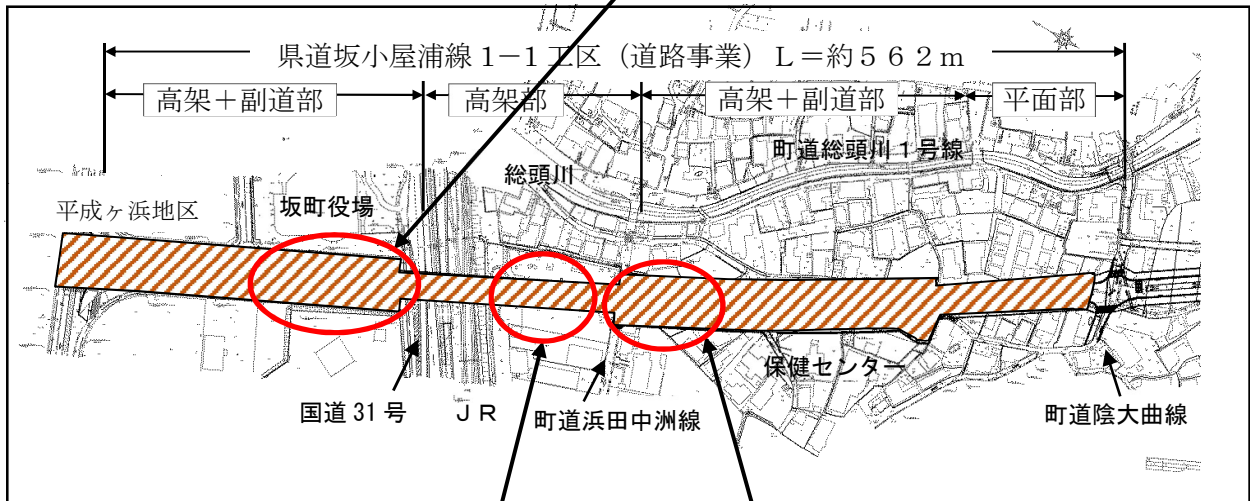 県道坂小屋浦線1-1工区（道路事業）L＝約562m
高架＋副道部
高架部
高架＋副道部
平面部
町道総頭川1号線
総頭川
坂町役場
平成ヶ浜地区
保健センター
国道31号
JR
町道浜田中洲線
町道陰大曲線